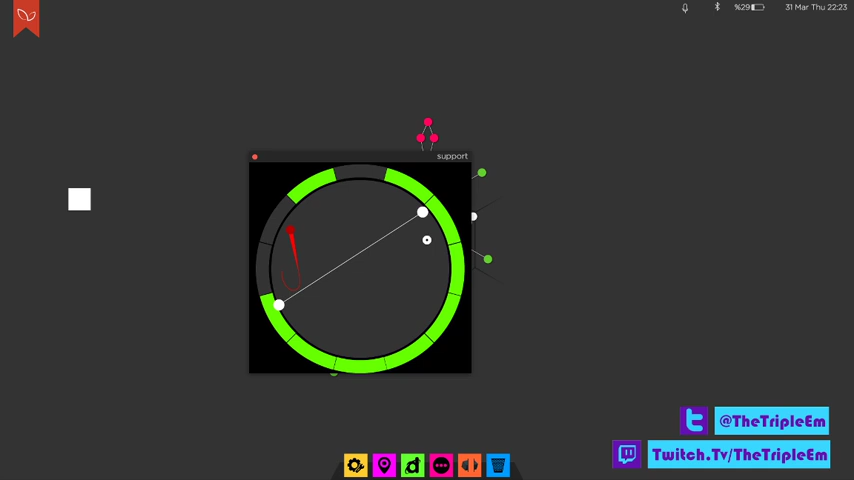 %29
31 Mar Thu 22:23
support
d
@TheTripleEm
Twitch.Tv/TheTripleEm